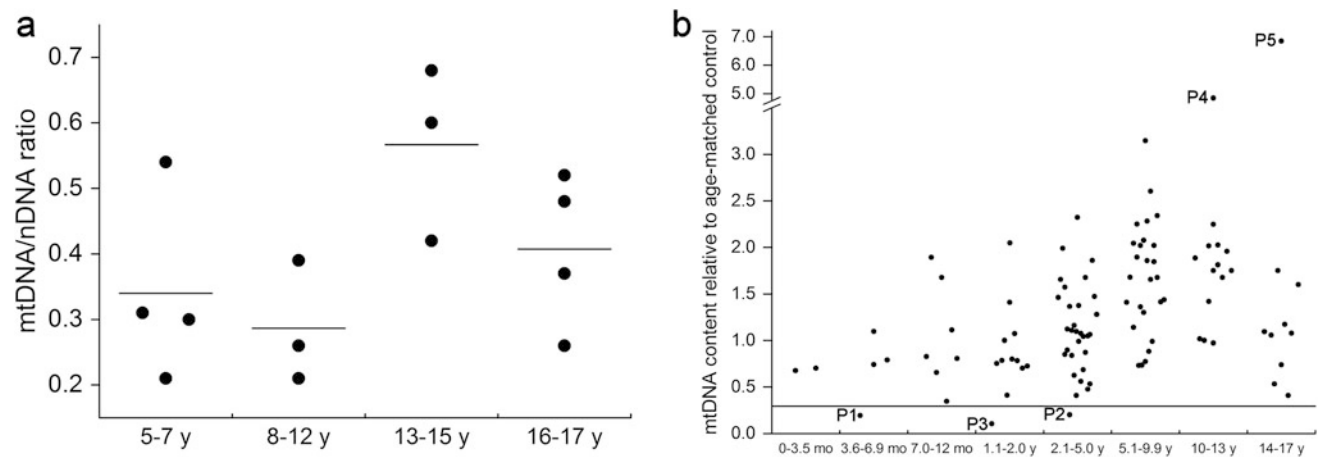 a
mtDNA/nDNA ratio
0.7
0.6
0.5
0.4
0.3
0.2
5-7 y 8-12 y 13-15 y 16-17 y
b
mtDNA content relative to age-matched control
7.0
6.0
5.0
3.0
2.5
2.0
1.5
1.0
0.5
0.0
P5
P4
P1
P3
P2
0-3.5 mo 3.6-6.9 mo 7.0-12 mo 1.1-2.0 y 2.1-5.0 y 5.1-9.9 y 10-13 y 14-17 y